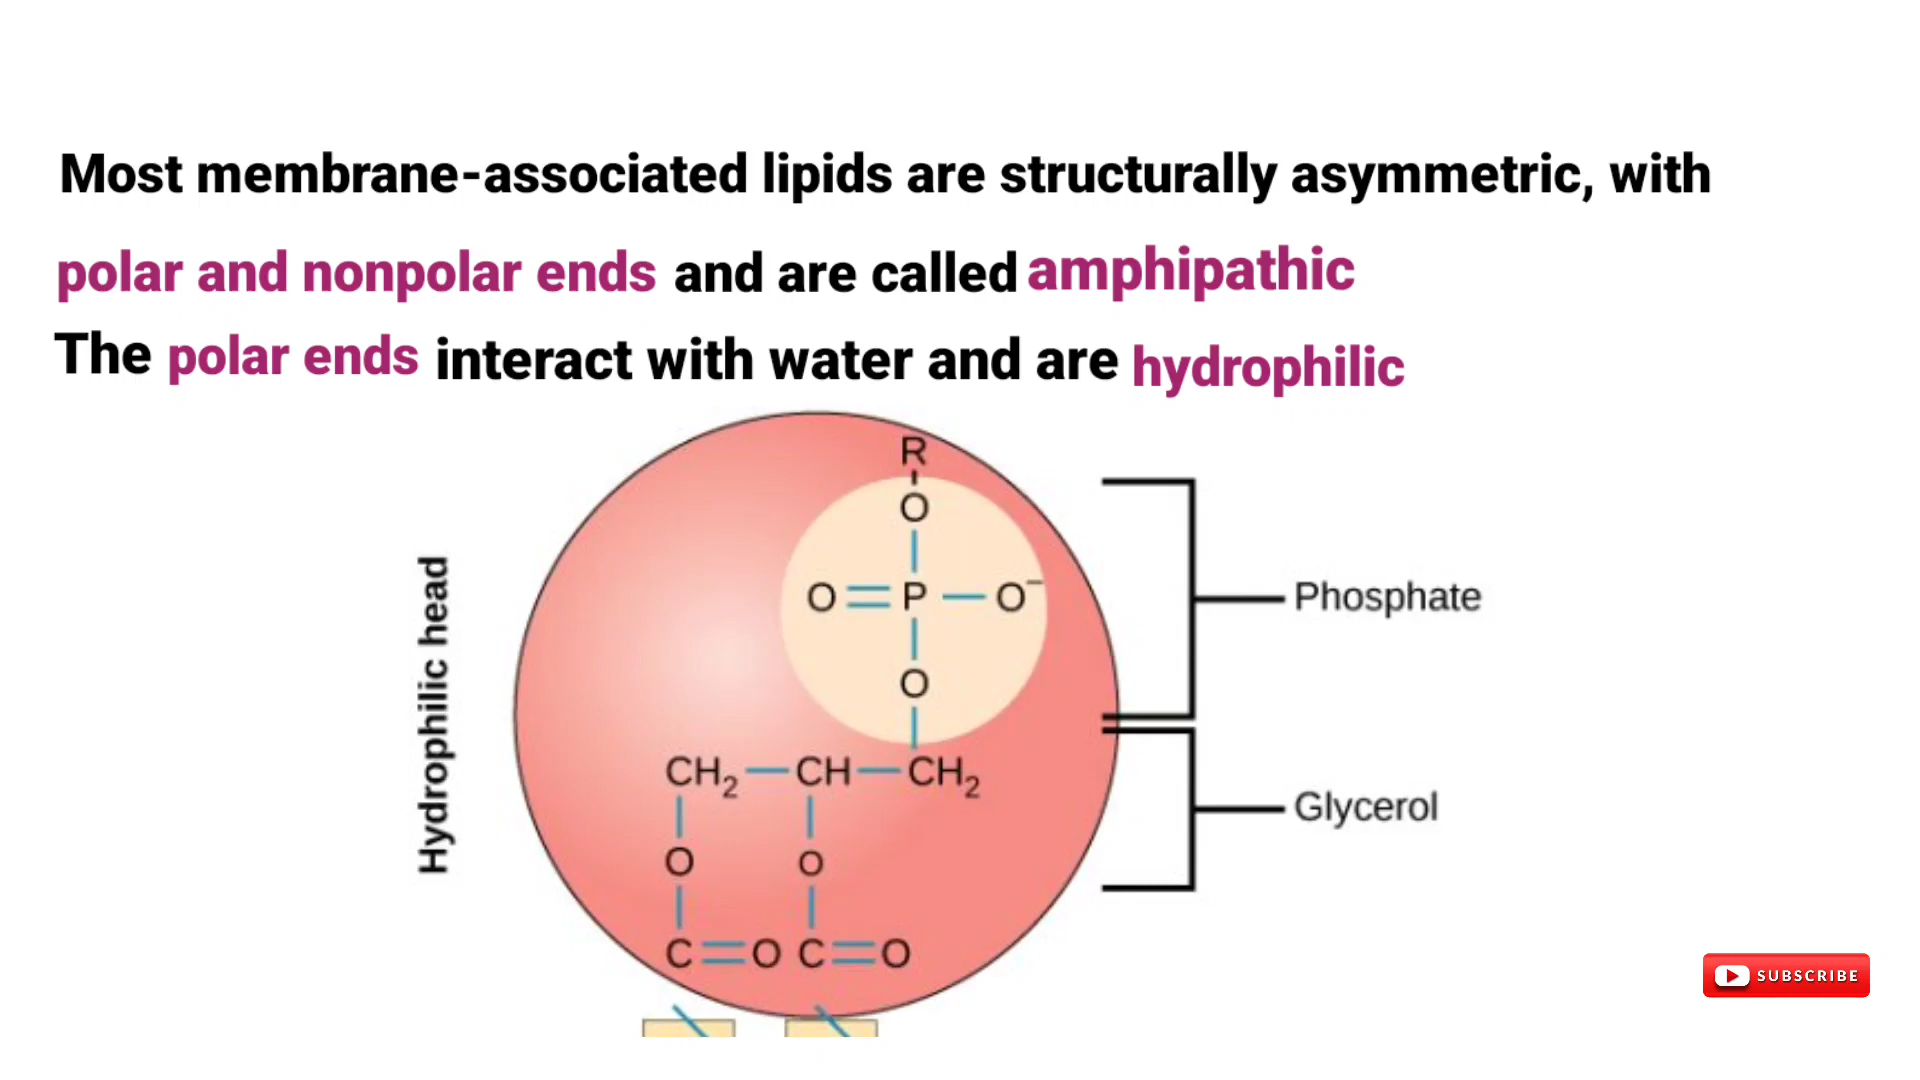 Most membrane-associated lipids are structurally asymmetric, with
polar and nonpolar ends and are called amphipathic
The polar ends interact with water and are hydrophilic
Hydrophilic head
R
O
O=P–O⁻
O
CH₂–CH–CH₂
O O
C=O C=O
Phosphate
Glycerol
SUBSCRIBE